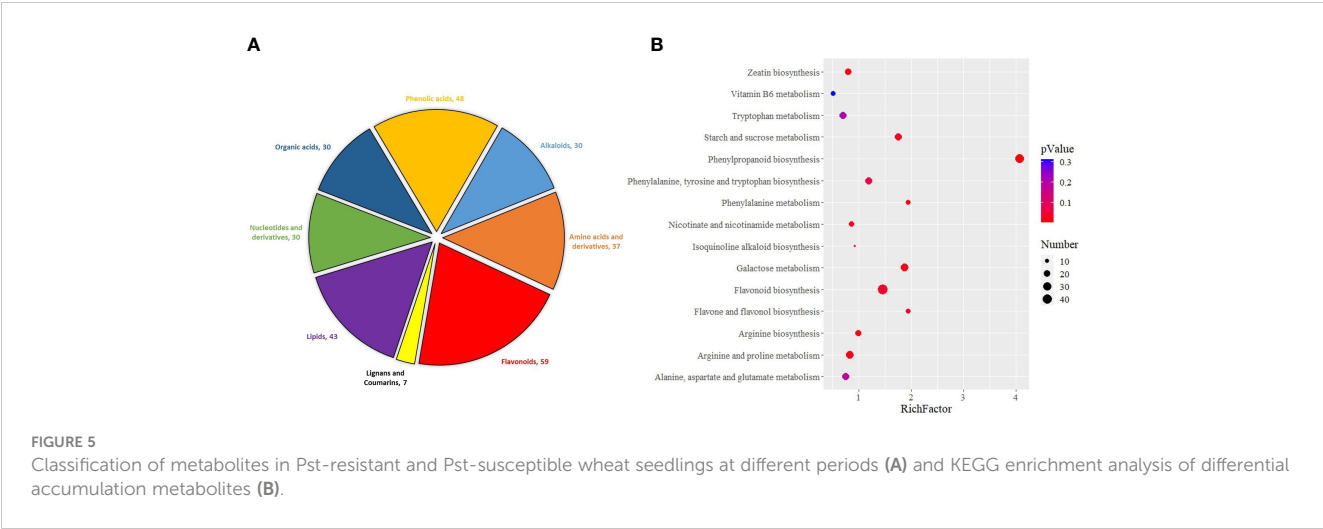 A
Phenolic acids, 48
Alkaloids, 30
Organic acids, 30
Amino acids and
derivatives, 37
Nucleotides and
derivatives, 30
Lipids, 43
Flavonoids, 59
Lignans and
Coumarins, 7
B
Zeatin biosynthesis
Vitamin B6 metabolism
Tryptophan metabolism
Starch and sucrose metabolism
Phenylpropanoid biosynthesis
Phenylalanine, tyrosine and tryptophan biosynthesis
Phenylalanine metabolism
Nicotinate and nicotinamide metabolism
Isoquinoline alkaloid biosynthesis
Galactose metabolism
Flavonoid biosynthesis
Flavone and flavonol biosynthesis
Arginine biosynthesis
Arginine and proline metabolism
Alanine, aspartate and glutamate metabolism
1 2 3 4
RichFactor
pValue
0.3
0.2
0.1
Number
10
20
30
40
FIGURE 5
Classification of metabolites in Pst-resistant and Pst-susceptible wheat seedlings at different periods (A) and KEGG enrichment analysis of differential
accumulation metabolites (B).